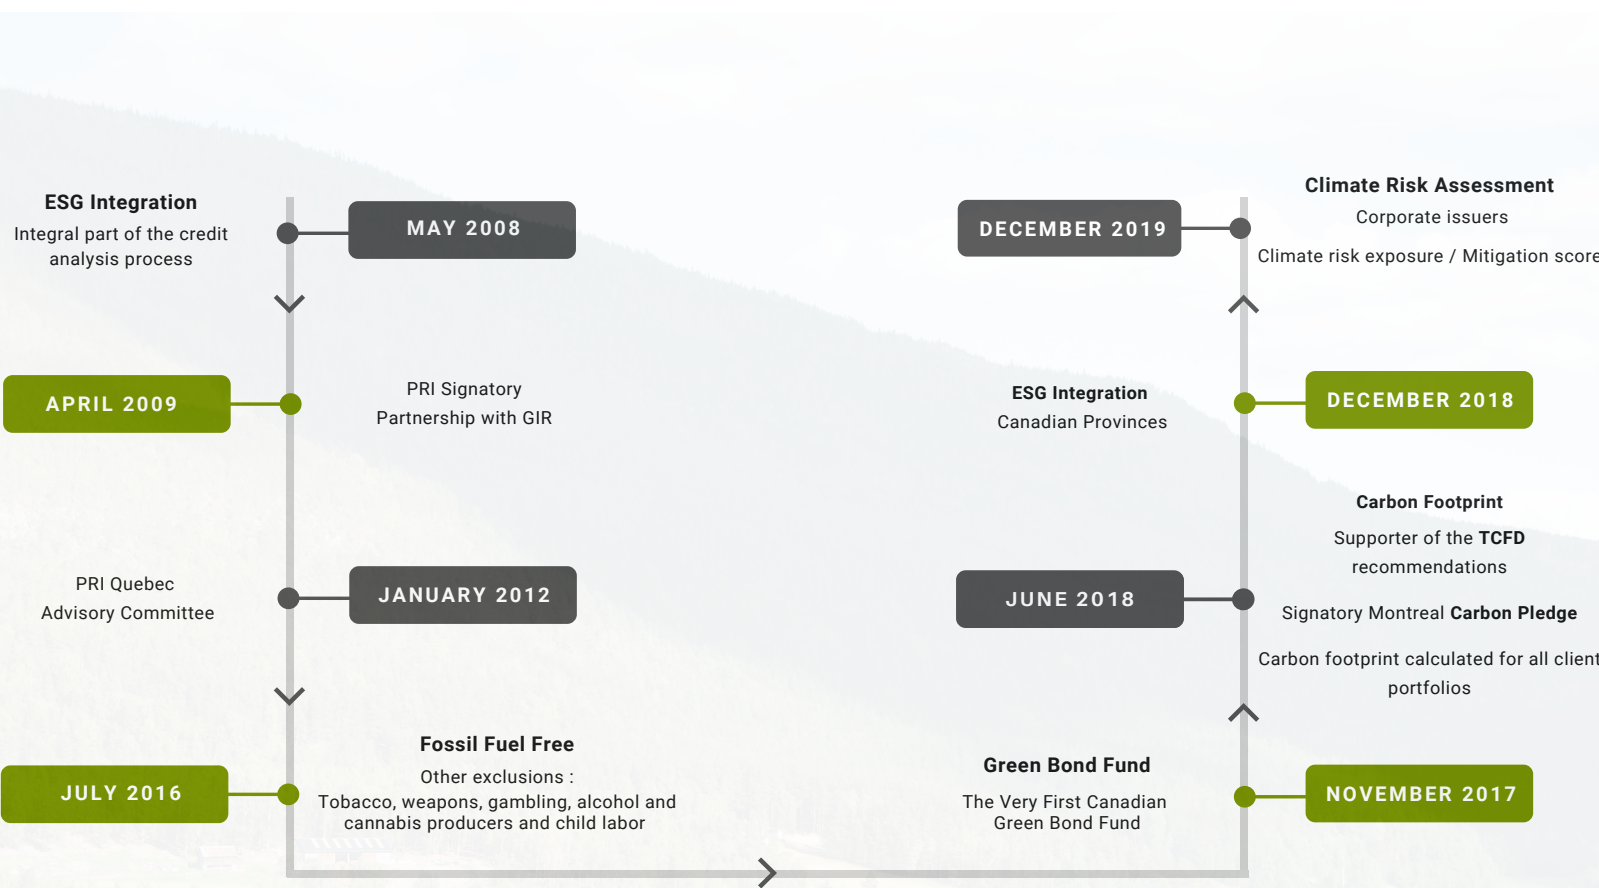 ESG Integration
Integral part of the credit
analysis process
MAY 2008
APRIL 2009
PRI Signatory
Partnership with GIR
PRI Quebec
Advisory Committee
JANUARY 2012
JULY 2016
Fossil Fuel Free
Other exclusions :
Tobacco, weapons, gambling, alcohol and
cannabis producers and child labor
Green Bond Fund
The Very First Canadian
Green Bond Fund
NOVEMBER 2017
JUNE 2018
Carbon Footprint
Supporter of the TCFD
recommendations
Signatory Montreal Carbon Pledge
Carbon footprint calculated for all client
portfolios
ESG Integration
Canadian Provinces
DECEMBER 2018
DECEMBER 2019
Climate Risk Assessment
Corporate issuers
Climate risk exposure / Mitigation score